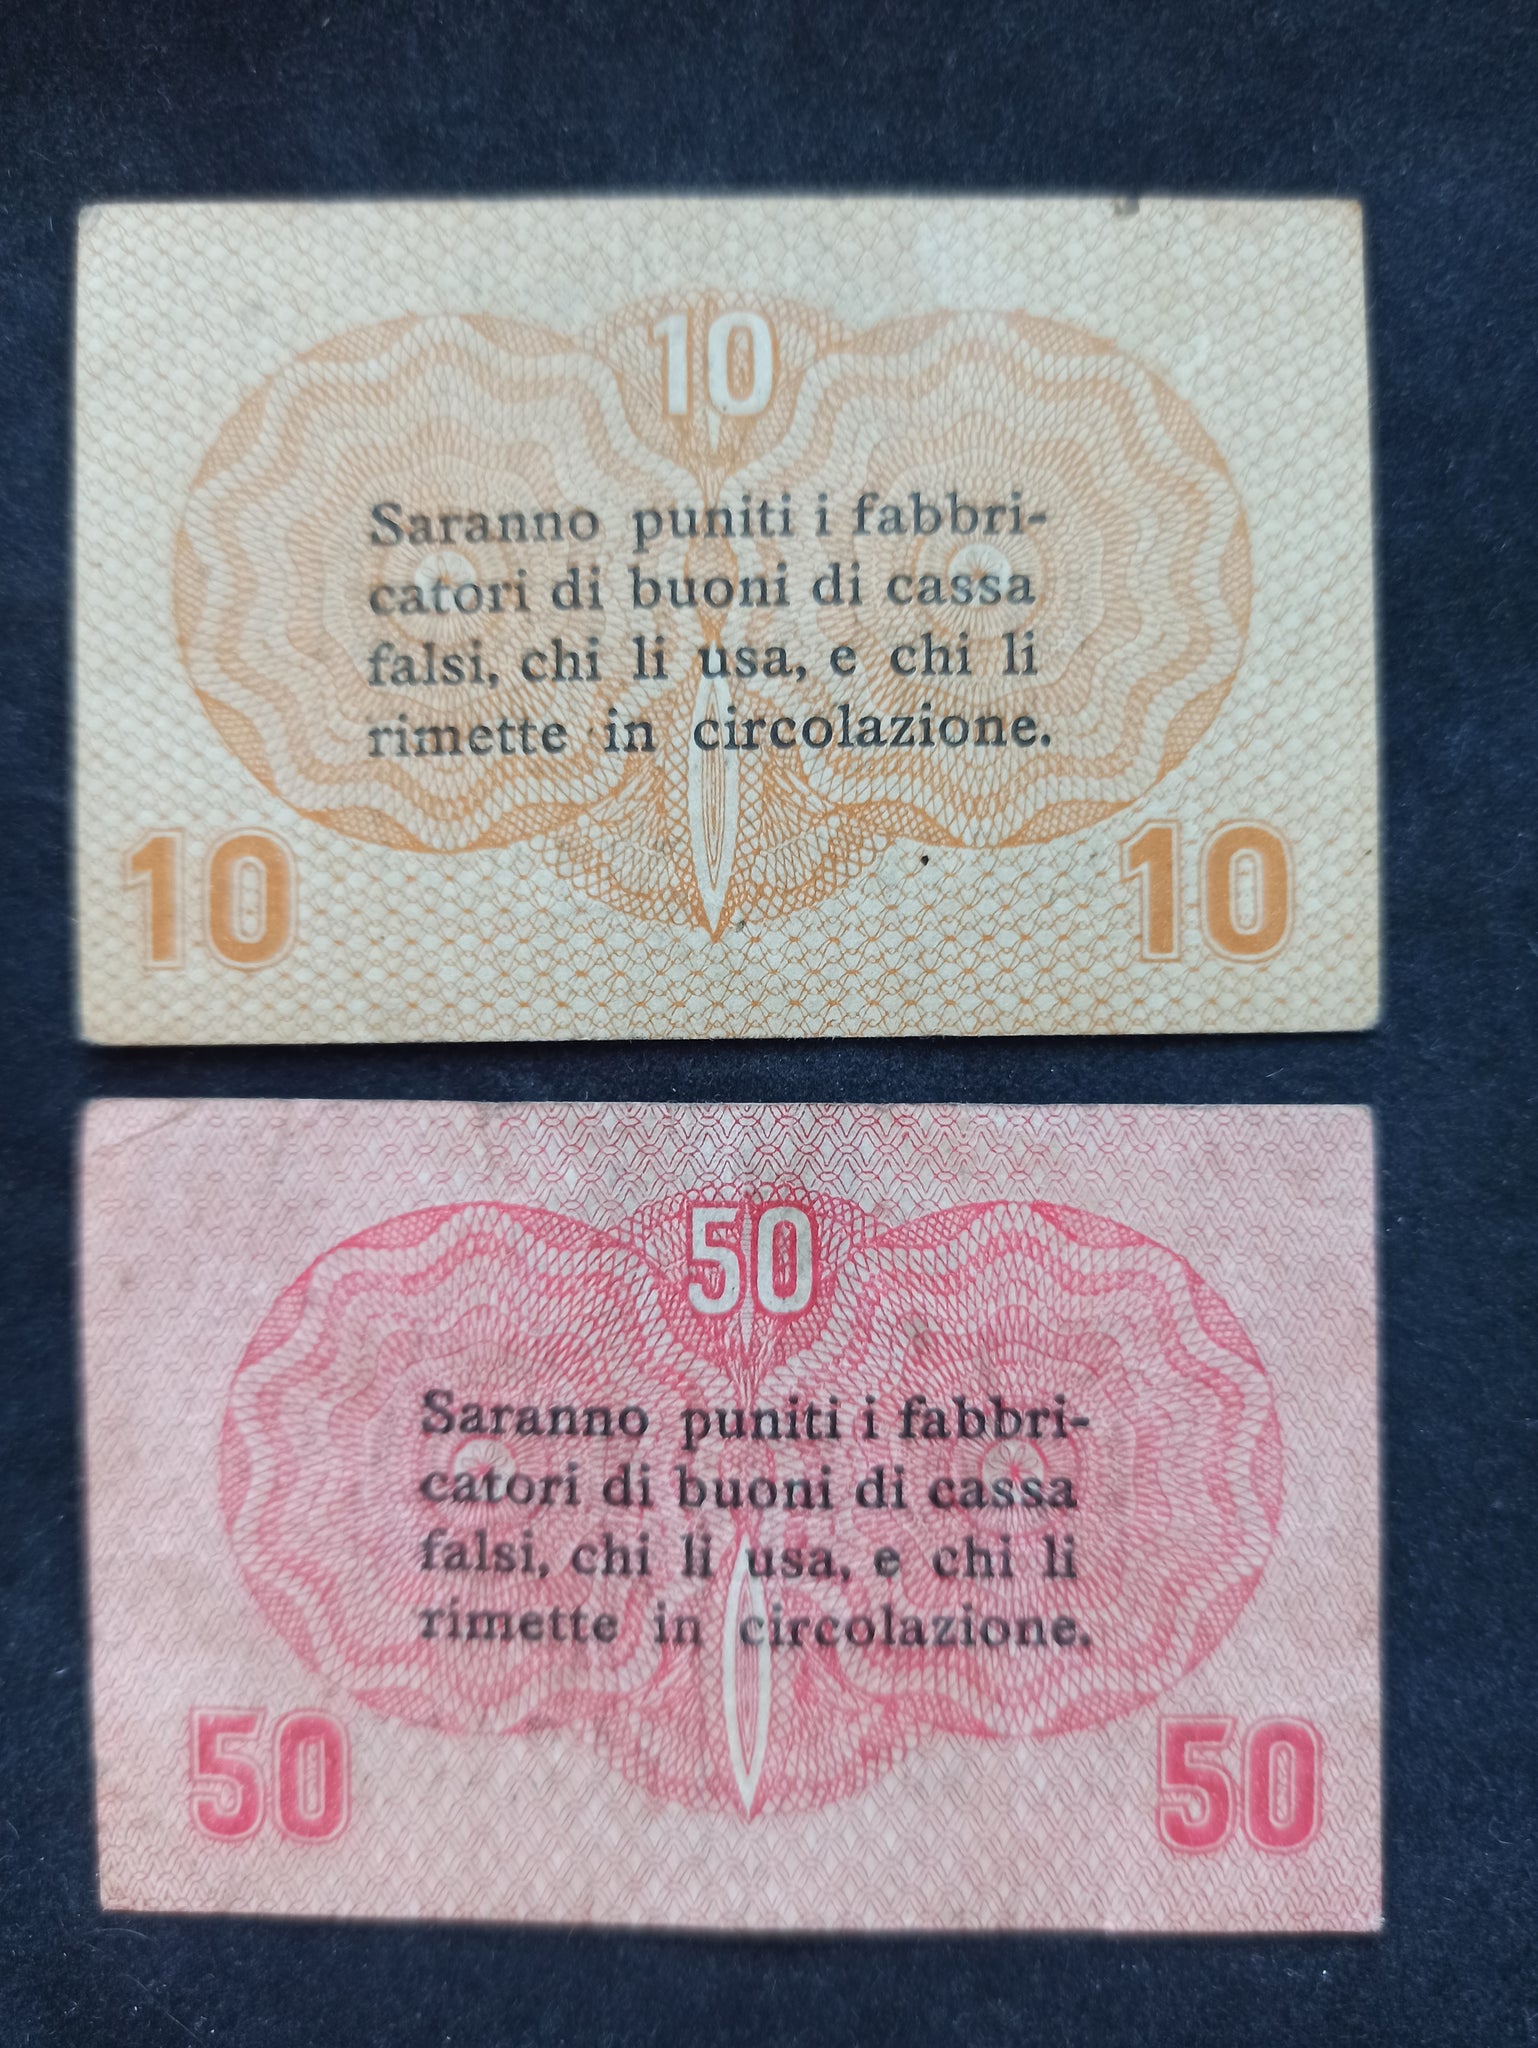 10
Saranno puniti i fabbri-
catori di buoni di cassa
falsi, chi li usa, e chi li
rimette in circolazione.
10 10
50
Saranno puniti i fabbri-
catori di buoni di cassa
falsi, chi li usa, e chi li
rimette in circolazione.
50 50